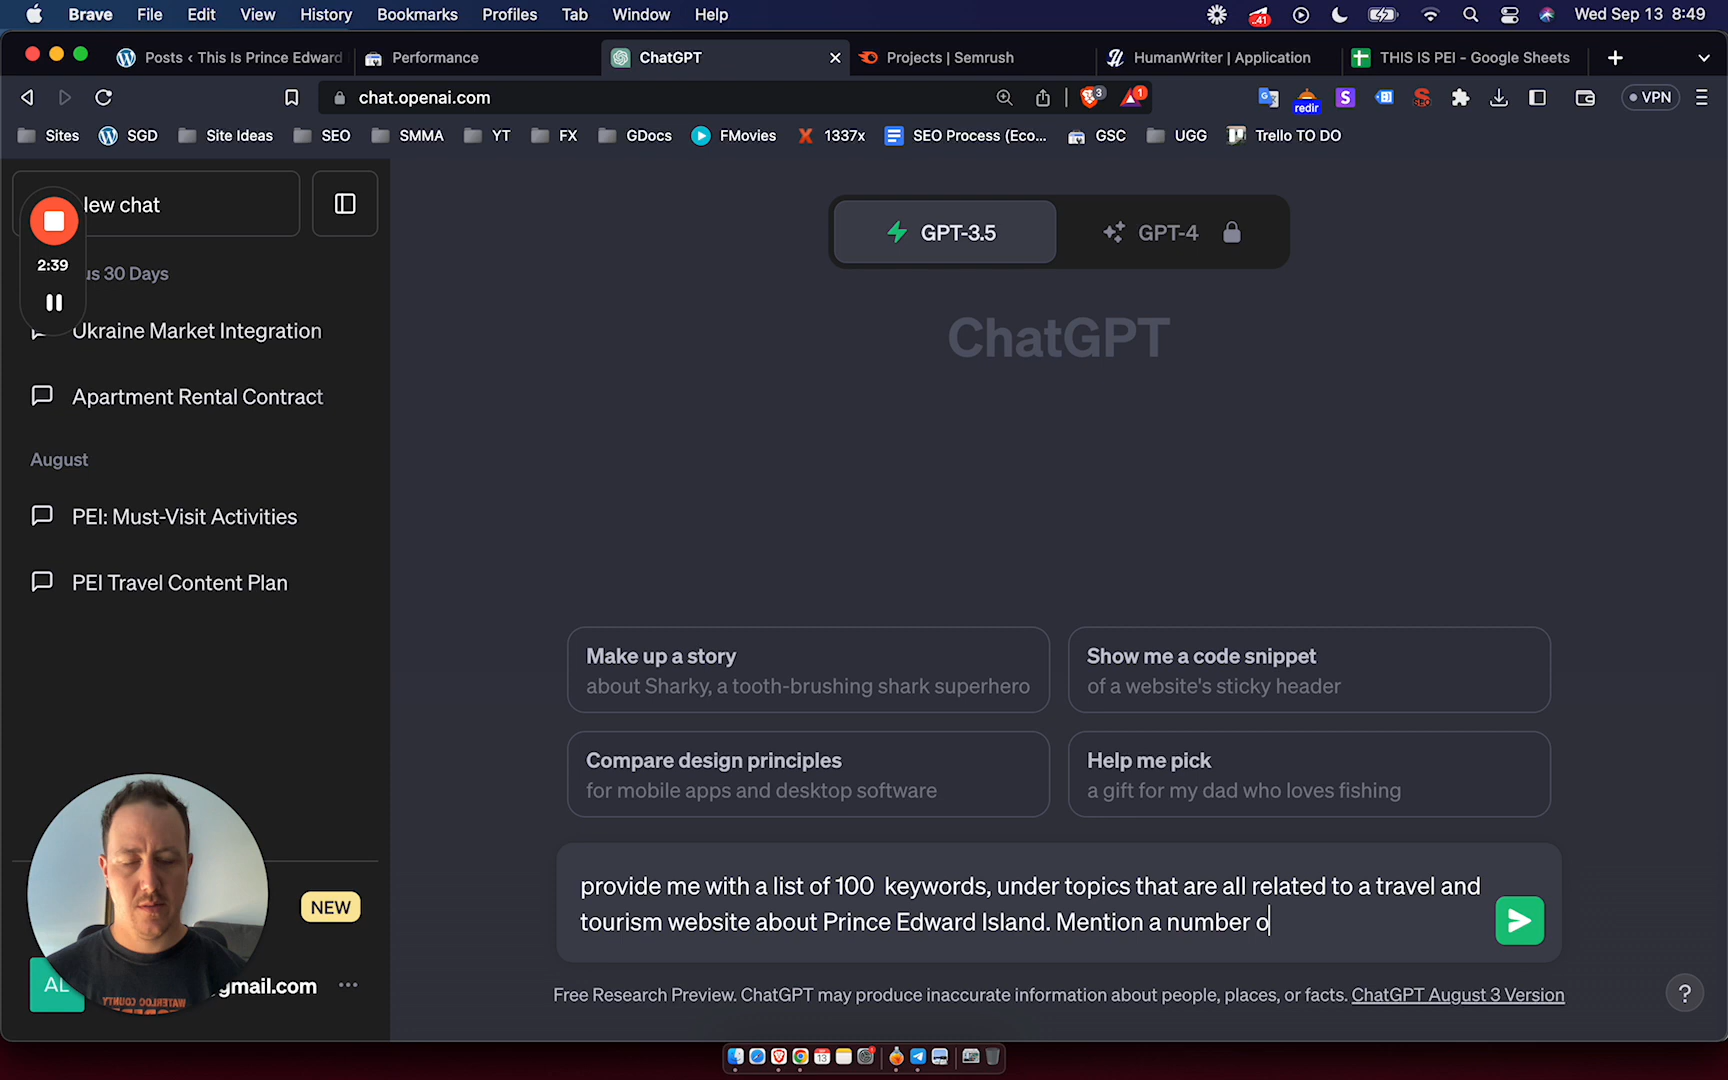 Brave File Edit View History Bookmarks Profiles Tab Window Help
.41
Wed Sep 13 8:49
Posts ‹ This Is Prince Edward
Performance
ChatGPT
Projects | Semrush
HumanWriter | Application
THIS IS PEI - Google Sheets
chat.openai.com
3
1
redir
S
VPN
Sites
SGD
Site Ideas
SEO
SMMA
YT
FX
GDocs
FMovies
1337x
SEO Process (Eco...
GSC
UGG
Trello TO DO
lew chat
2:39
us 30 Days
Ukraine Market Integration
Apartment Rental Contract
August
PEI: Must-Visit Activities
PEI Travel Content Plan
NEW
AL
gmail.com
GPT-3.5
GPT-4
ChatGPT
Make up a story
about Sharky, a tooth-brushing shark superhero
Show me a code snippet
of a website's sticky header
Compare design principles
for mobile apps and desktop software
Help me pick
a gift for my dad who loves fishing
provide me with a list of 100 keywords, under topics that are all related to a travel and
tourism website about Prince Edward Island. Mention a number o
Free Research Preview. ChatGPT may produce inaccurate information about people, places, or facts. ChatGPT August 3 Version
?
13